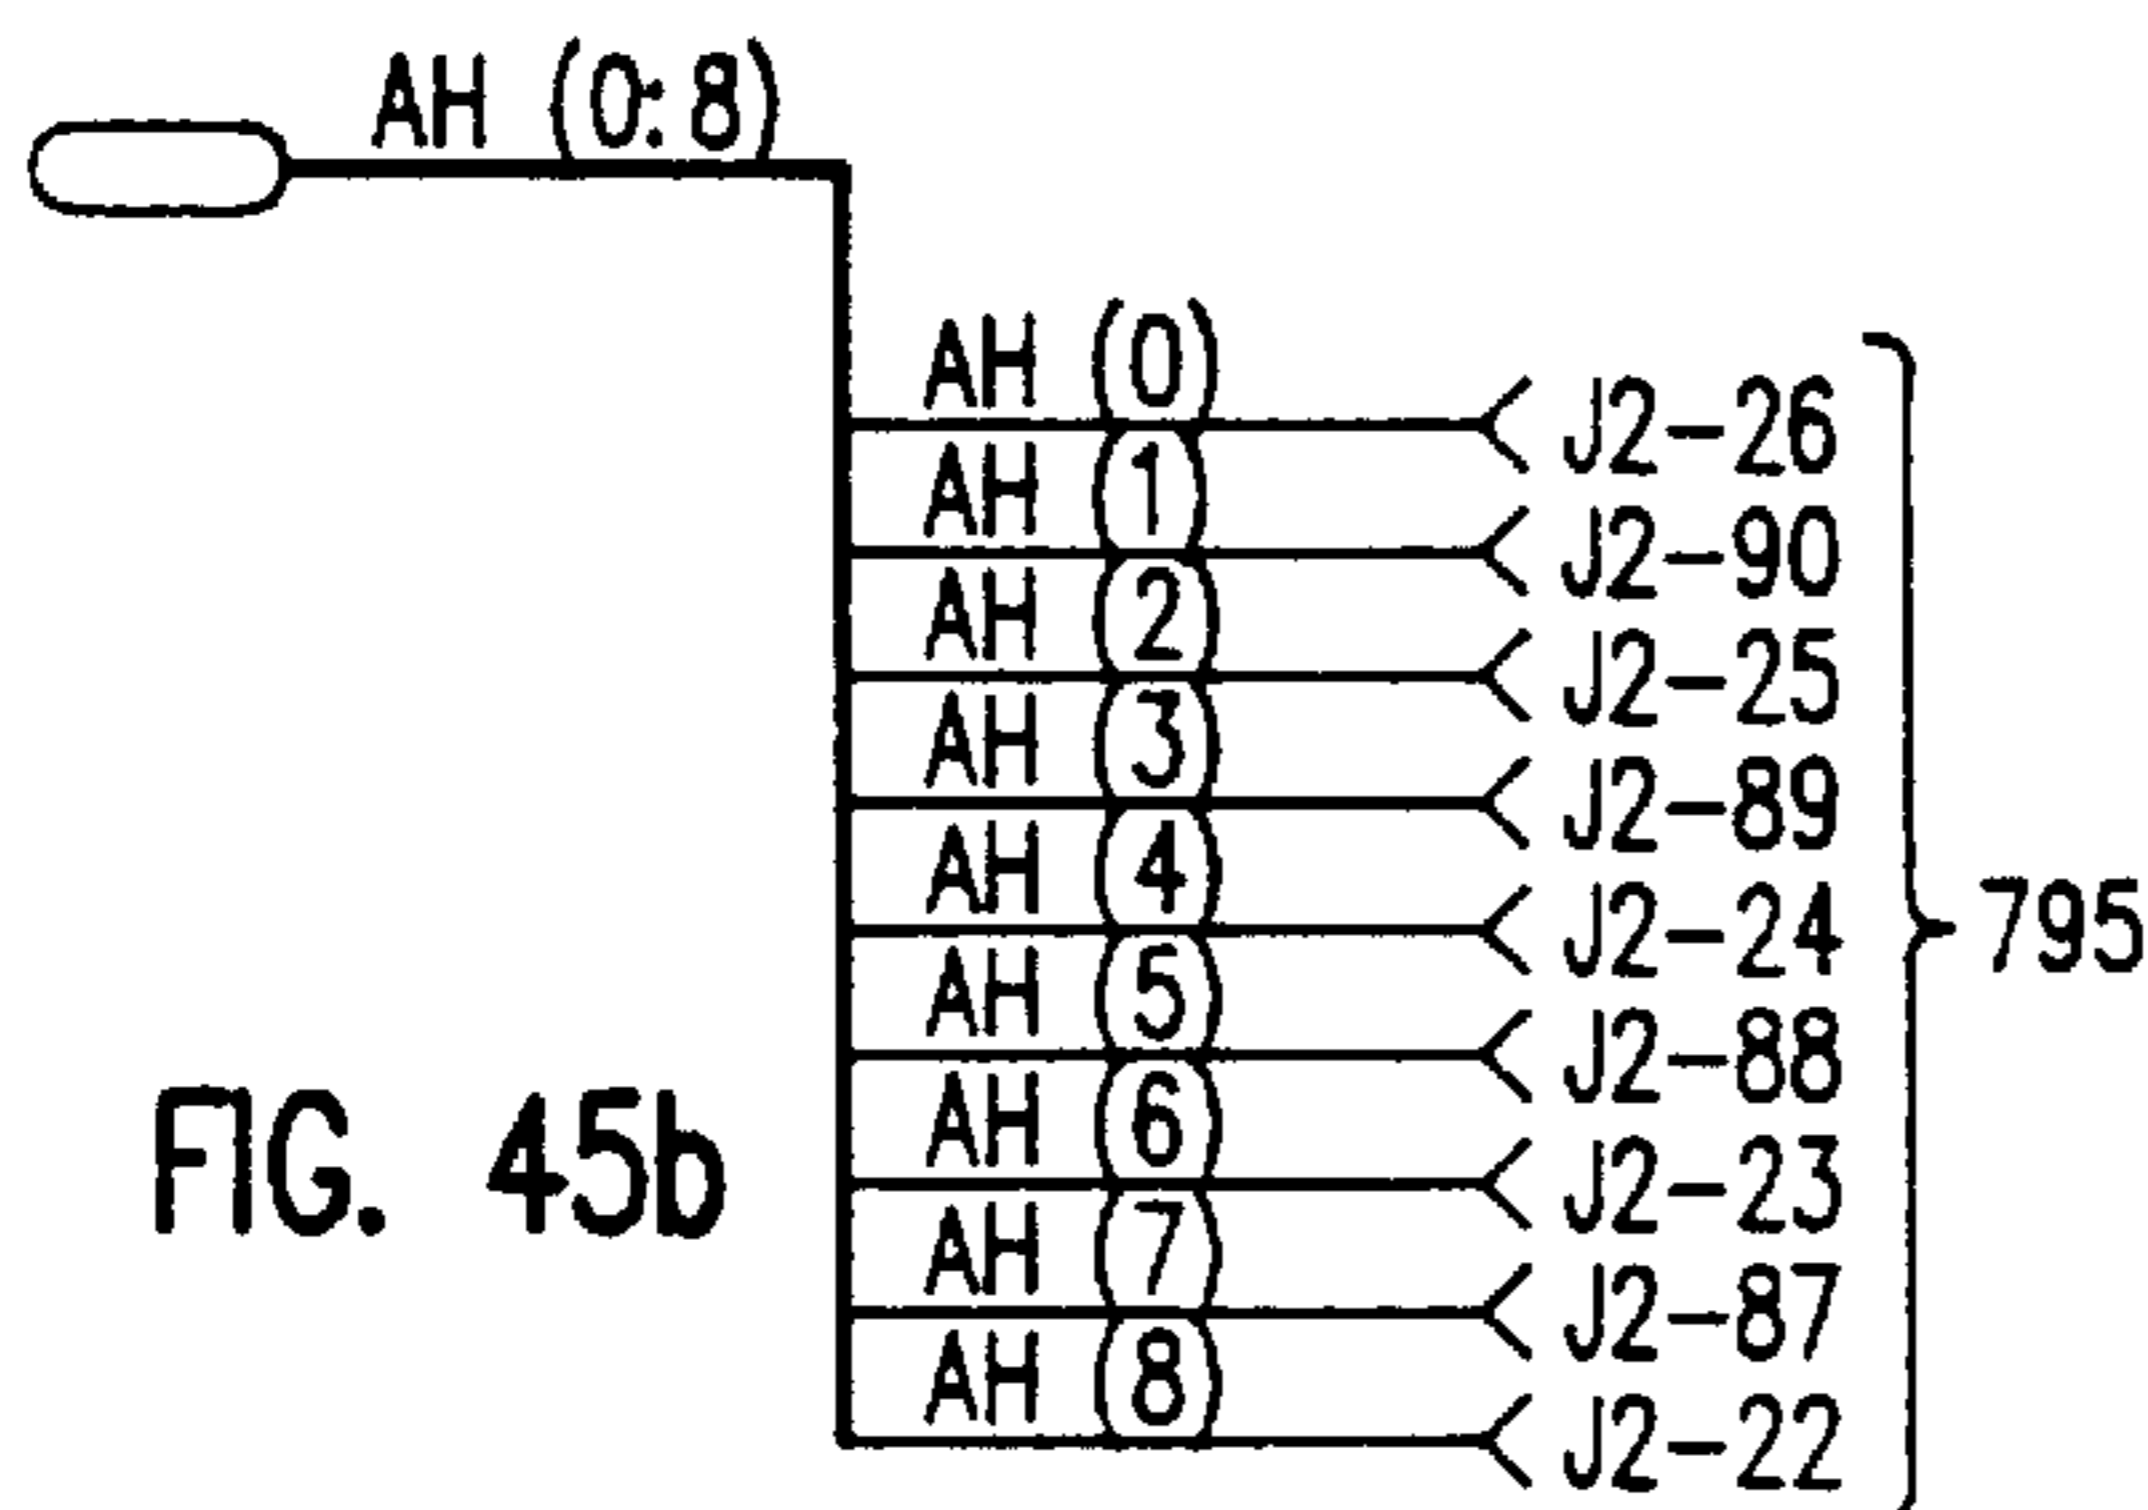 AH (0:8)
AH (0)
J2-26
AH (1)
J2-90
AH (2)
J2-25
AH (3)
J2-89
AH (4)
J2-24
795
AH (5)
J2-88
AH (6)
J2-23
FIG. 45b
AH (7)
J2-87
AH (8)
J2-22